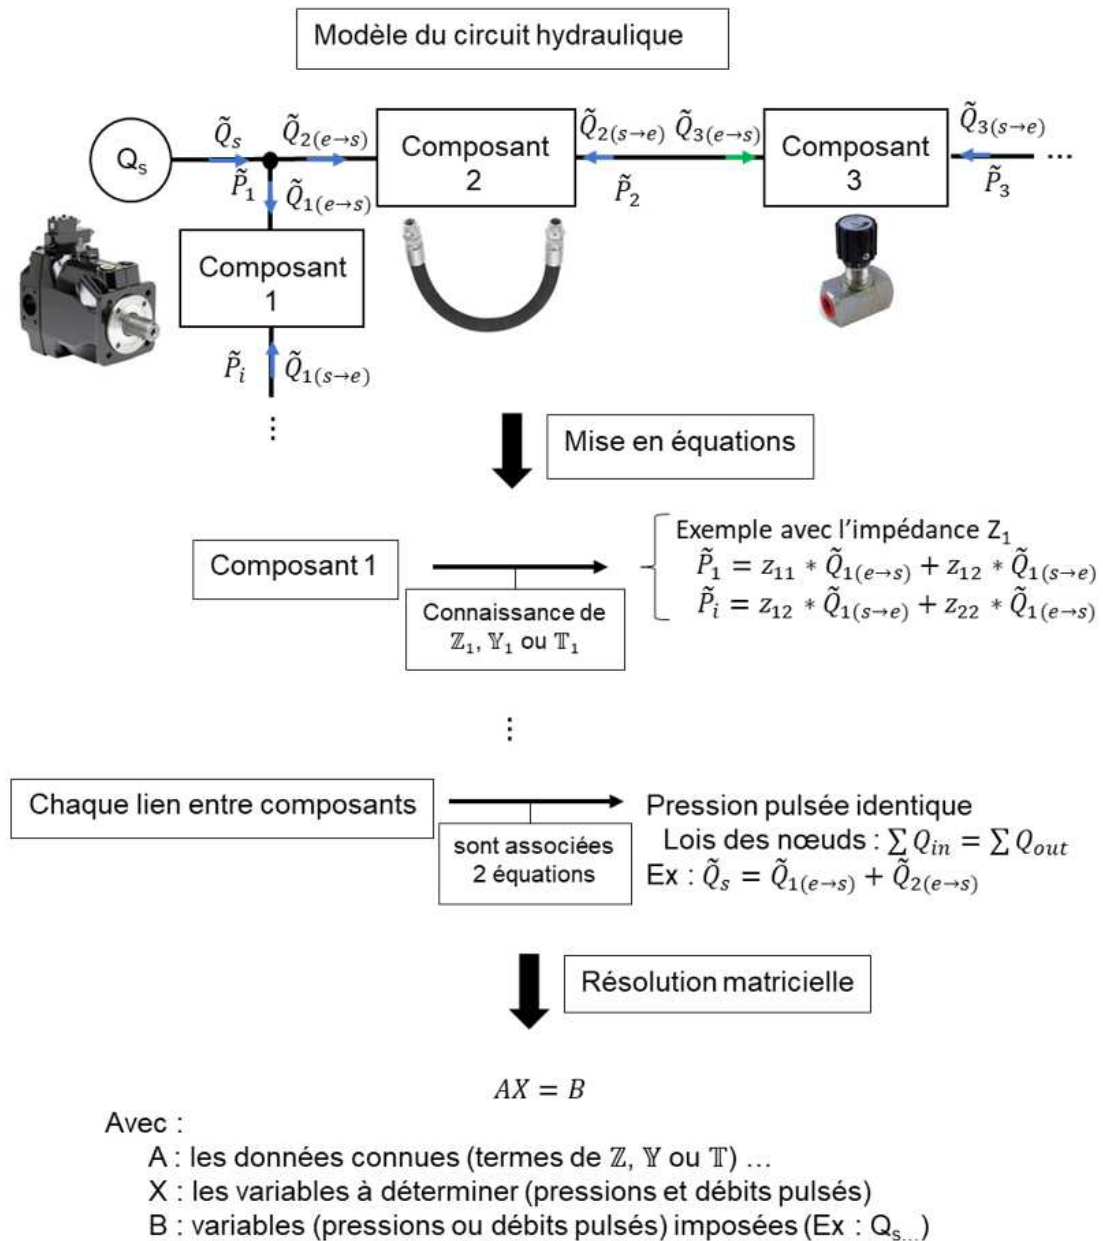 Modèle du circuit hydraulique
Q̃ₛ Q̃₂₍ₑ→ₛ₎ Q̃₂₍ₛ→ₑ₎ Q̃₃₍ₑ→ₛ₎ Q̃₃₍ₛ→ₑ₎
Qₛ
Composant
2
Composant
3
...
P̃₁ P̃₂ P̃₃
Q̃₁₍ₑ→ₛ₎
Composant
1
P̃ᵢ Q̃₁₍ₛ→ₑ₎
⋮
Mise en équations
Composant 1
Connaissance de
ℤ₁, 𝕐₁ ou 𝕋₁
Exemple avec l'impédance Z₁
P̃₁ = z₁₁ * Q̃₁₍ₑ→ₛ₎ + z₁₂ * Q̃₁₍ₛ→ₑ₎
P̃ᵢ = z₁₂ * Q̃₁₍ₛ→ₑ₎ + z₂₂ * Q̃₁₍ₑ→ₛ₎
⋮
Chaque lien entre composants
sont associées
2 équations
Pression pulsée identique
Lois des nœuds : ∑ Q_in = ∑ Q_out
Ex : Q̃ₛ = Q̃₁₍ₑ→ₛ₎ + Q̃₂₍ₑ→ₛ₎
Résolution matricielle
AX = B
Avec :
A : les données connues (termes de ℤ, 𝕐 ou 𝕋) ...
X : les variables à déterminer (pressions et débits pulsés)
B : variables (pressions ou débits pulsés) imposées (Ex : Qₛ...)